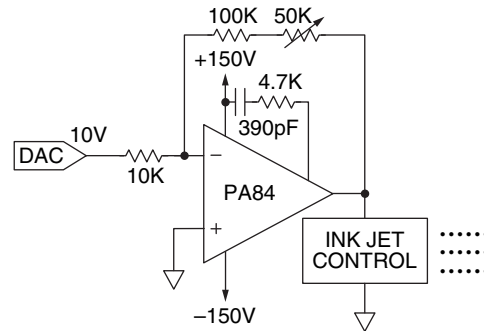 100K 50K
+150V
4.7K
390pF
10V
DAC
10K
−
PA84
+
INK JET
CONTROL
−150V